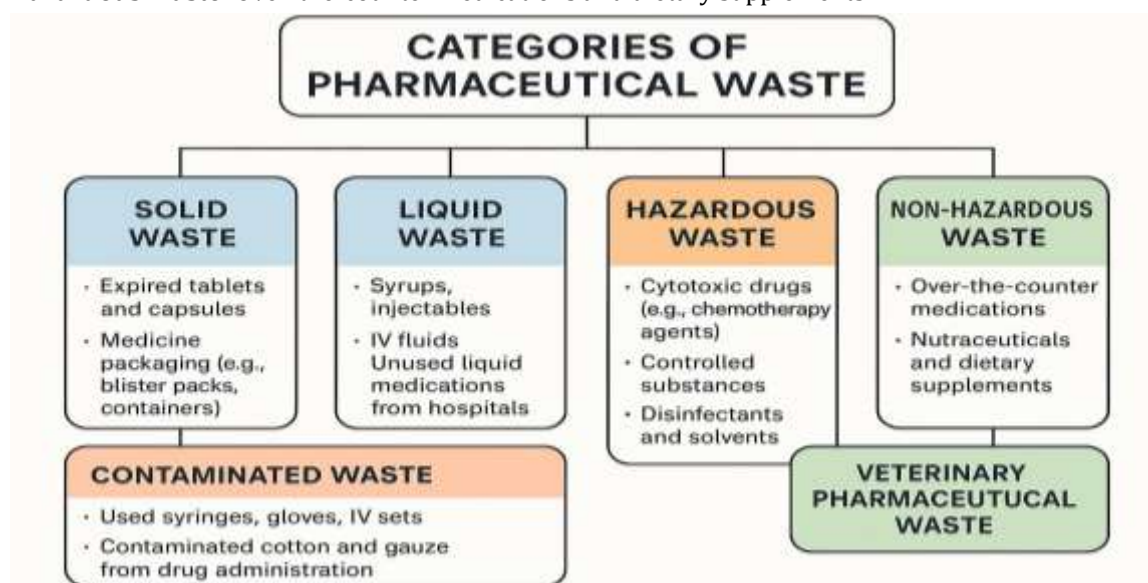 CATEGORIES OF
PHARMACEUTICAL WASTE
SOLID
WASTE
· Expired tablets
and capsules
· Medicine
packaging (e.g.,
blister packs,
containers)
LIQUID
WASTE
· Syrups,
injectables
· IV fluids
Unused liquid
medications
from hospitals
HAZARDOUS
WASTE
· Cytotoxic drugs
(e.g., chemotherapy
agents)
· Controlled
substances
· Disinfectants
and solvents
NON-HAZARDOUS
WASTE
· Over-the-counter
medications
· Nutraceuticals
and dietary
supplements
CONTAMINATED WASTE
· Used syringes, gloves, IV sets
· Contaminated cotton and gauze
from drug administration
VETERINARY
PHARMACEUTUCAL
WASTE